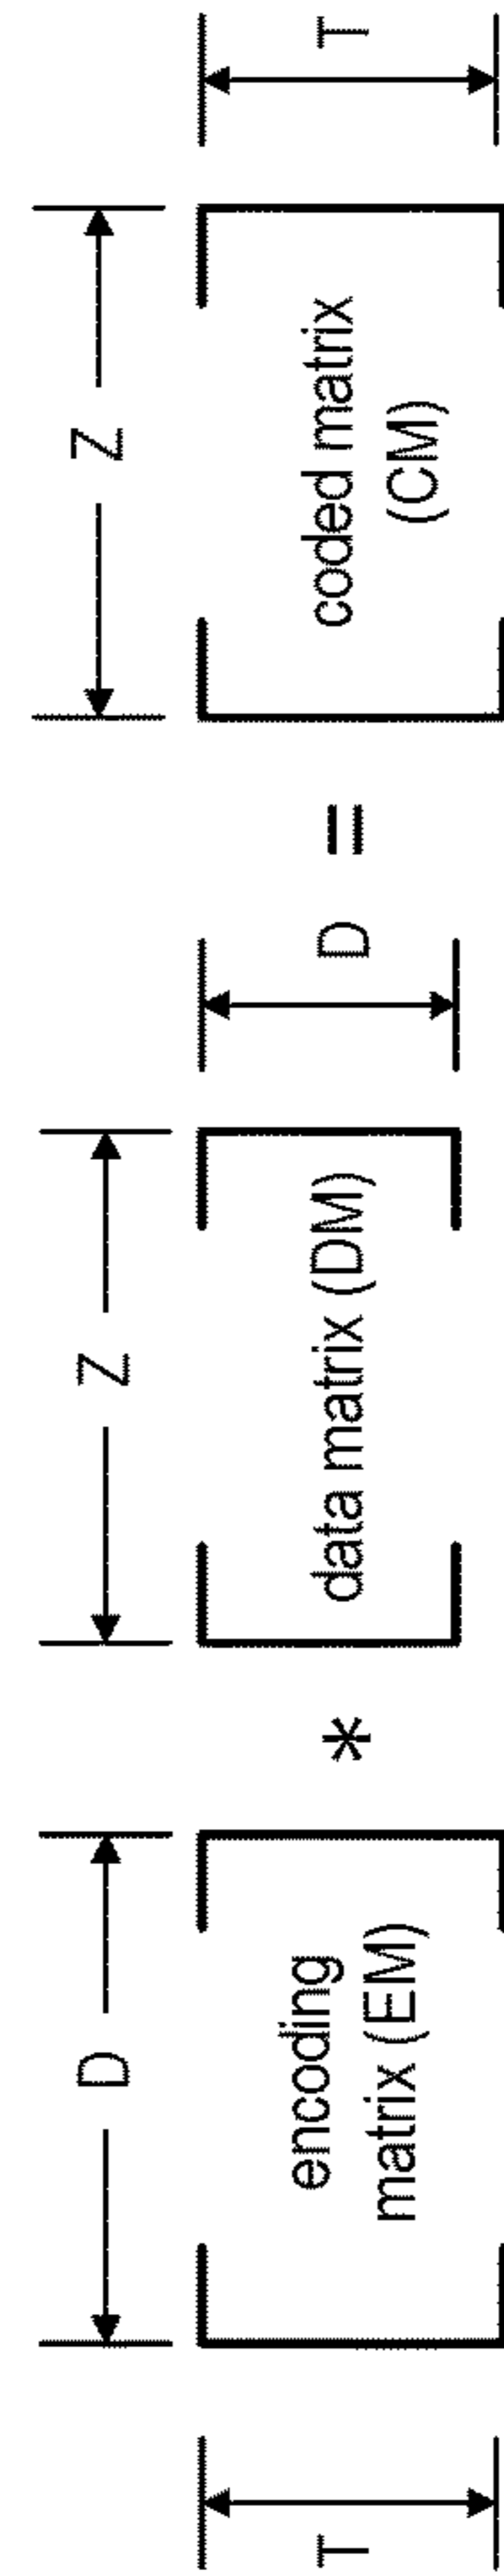 T
D
encoding
matrix (EM)
*
Z
data matrix (DM)
D
=
Z
coded matrix
(CM)
T